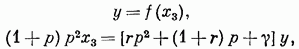 y = f(x₃),
(1 + p) p²x₃ = [rp² + (1 + r) p + γ] y,